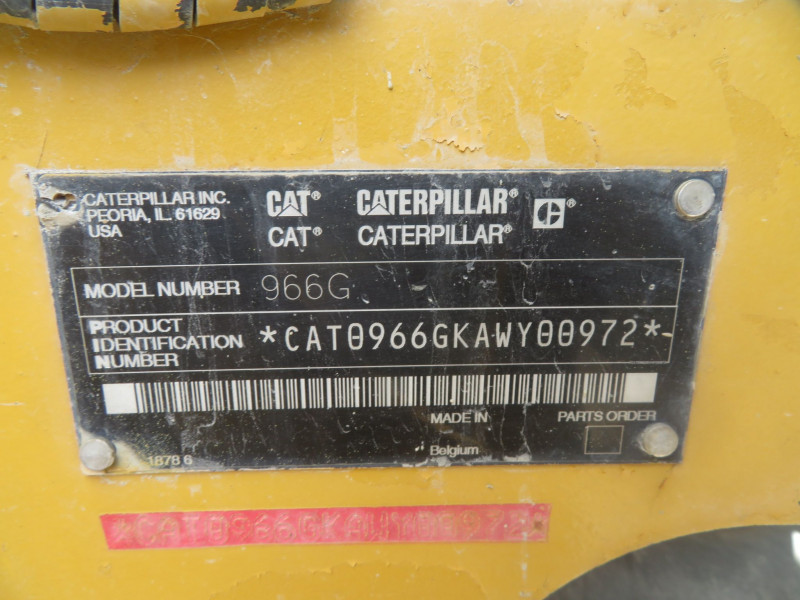 CATERPILLAR INC.
PEORIA, IL. 61629
USA
CAT® CATERPILLAR® ®
CAT® CATERPILLAR®
MODEL NUMBER 966G
PRODUCT
IDENTIFICATION
NUMBER
*CAT0966GKAWY00972*
MADE IN PARTS ORDER
Belgium
1878 6
*CAT0966GKAWY00972*